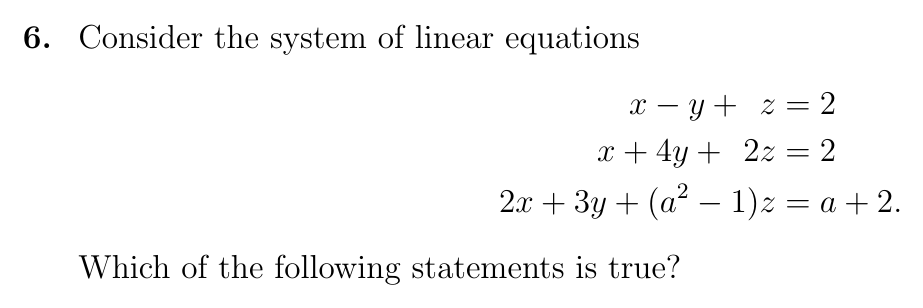 6. Consider the system of linear equations
x − y + z = 2
x + 4y + 2z = 2
2x + 3y + (a² − 1)z = a + 2.
Which of the following statements is true?